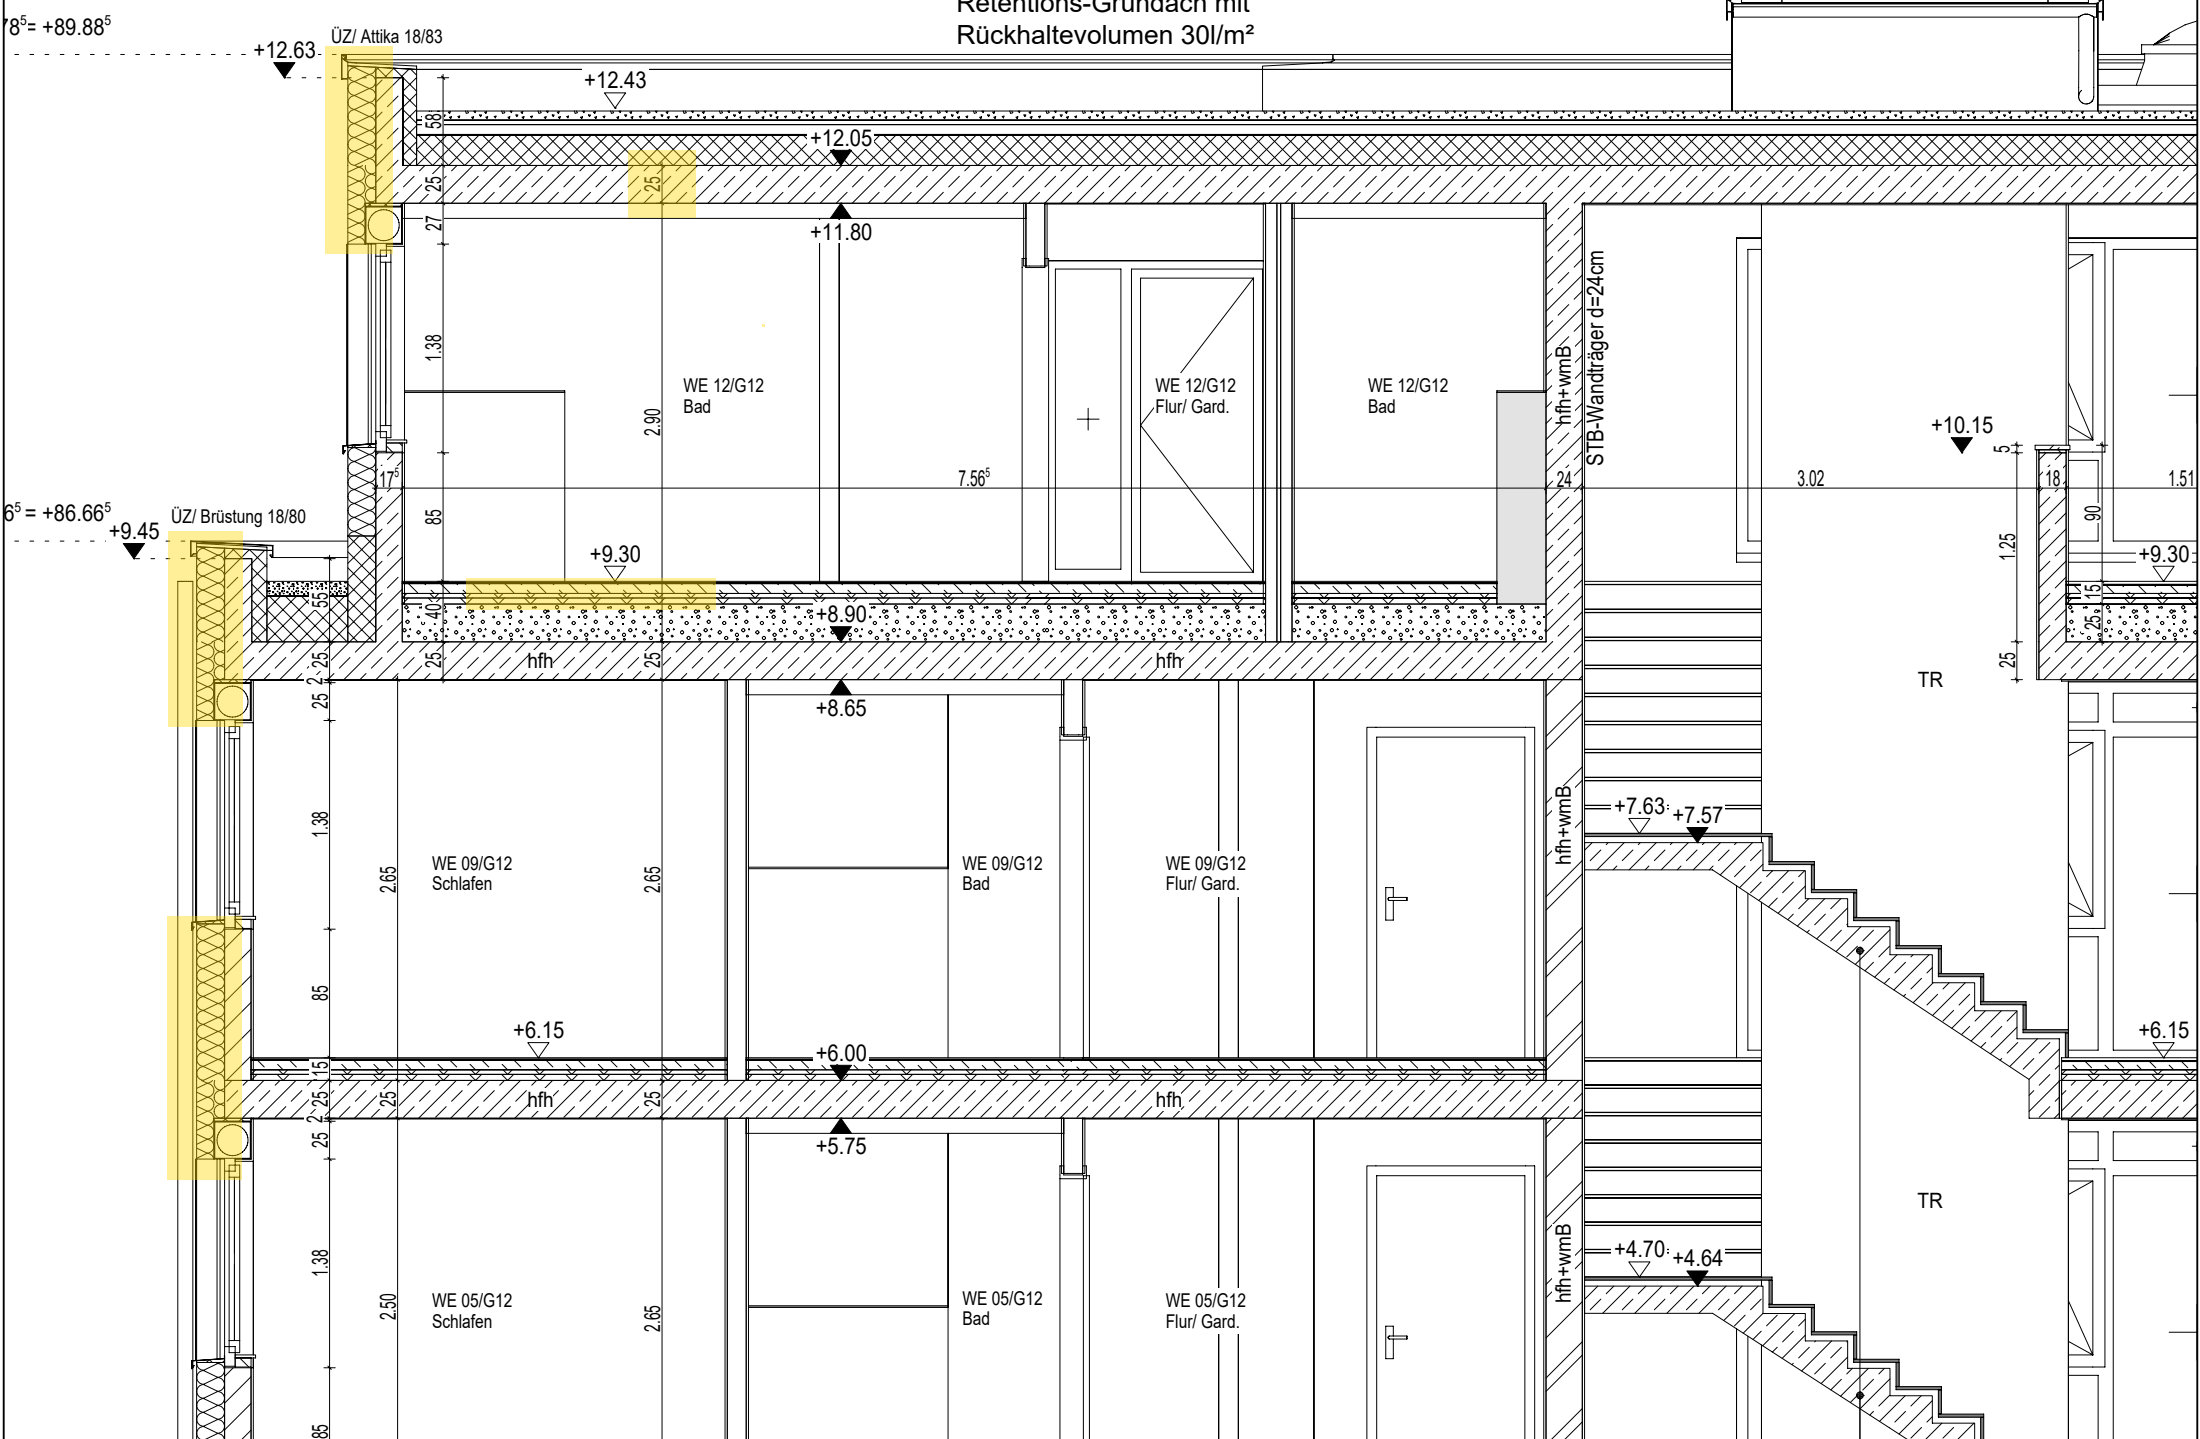 Retentions-Gründach mit
Rückhaltevolumen 30l/m²
78⁵= +89.88⁵
ÜZ/ Attika 18/83
+12.63
+12.43
58
+12.05
25
25
27
+11.80
STB-Wandträger d=24cm
hfh+wmB
1.38
WE 12/G12
Bad
WE 12/G12
Flur/ Gard.
WE 12/G12
Bad
2.90
+10.15
5
17⁵
7.56⁵
24
3.02
18
1.51
6⁵= +86.66⁵
ÜZ/ Brüstung 18/80
+9.45
85
90
1.25
+9.30
+9.30
55
40
+8.90
15
25
25
25
hfh
25
hfh
25
2
25
+8.65
TR
1.38
+7.63
+7.57
hfh+wmB
WE 09/G12
Schlafen
WE 09/G12
Bad
WE 09/G12
Flur/ Gard.
2.65
2.65
85
+6.15
+6.00
+6.15
15
25
25
hfh
25
hfh
2
25
+5.75
TR
1.38
+4.70
+4.64
hfh+wmB
WE 05/G12
Schlafen
WE 05/G12
Bad
WE 05/G12
Flur/ Gard.
2.50
2.65
85